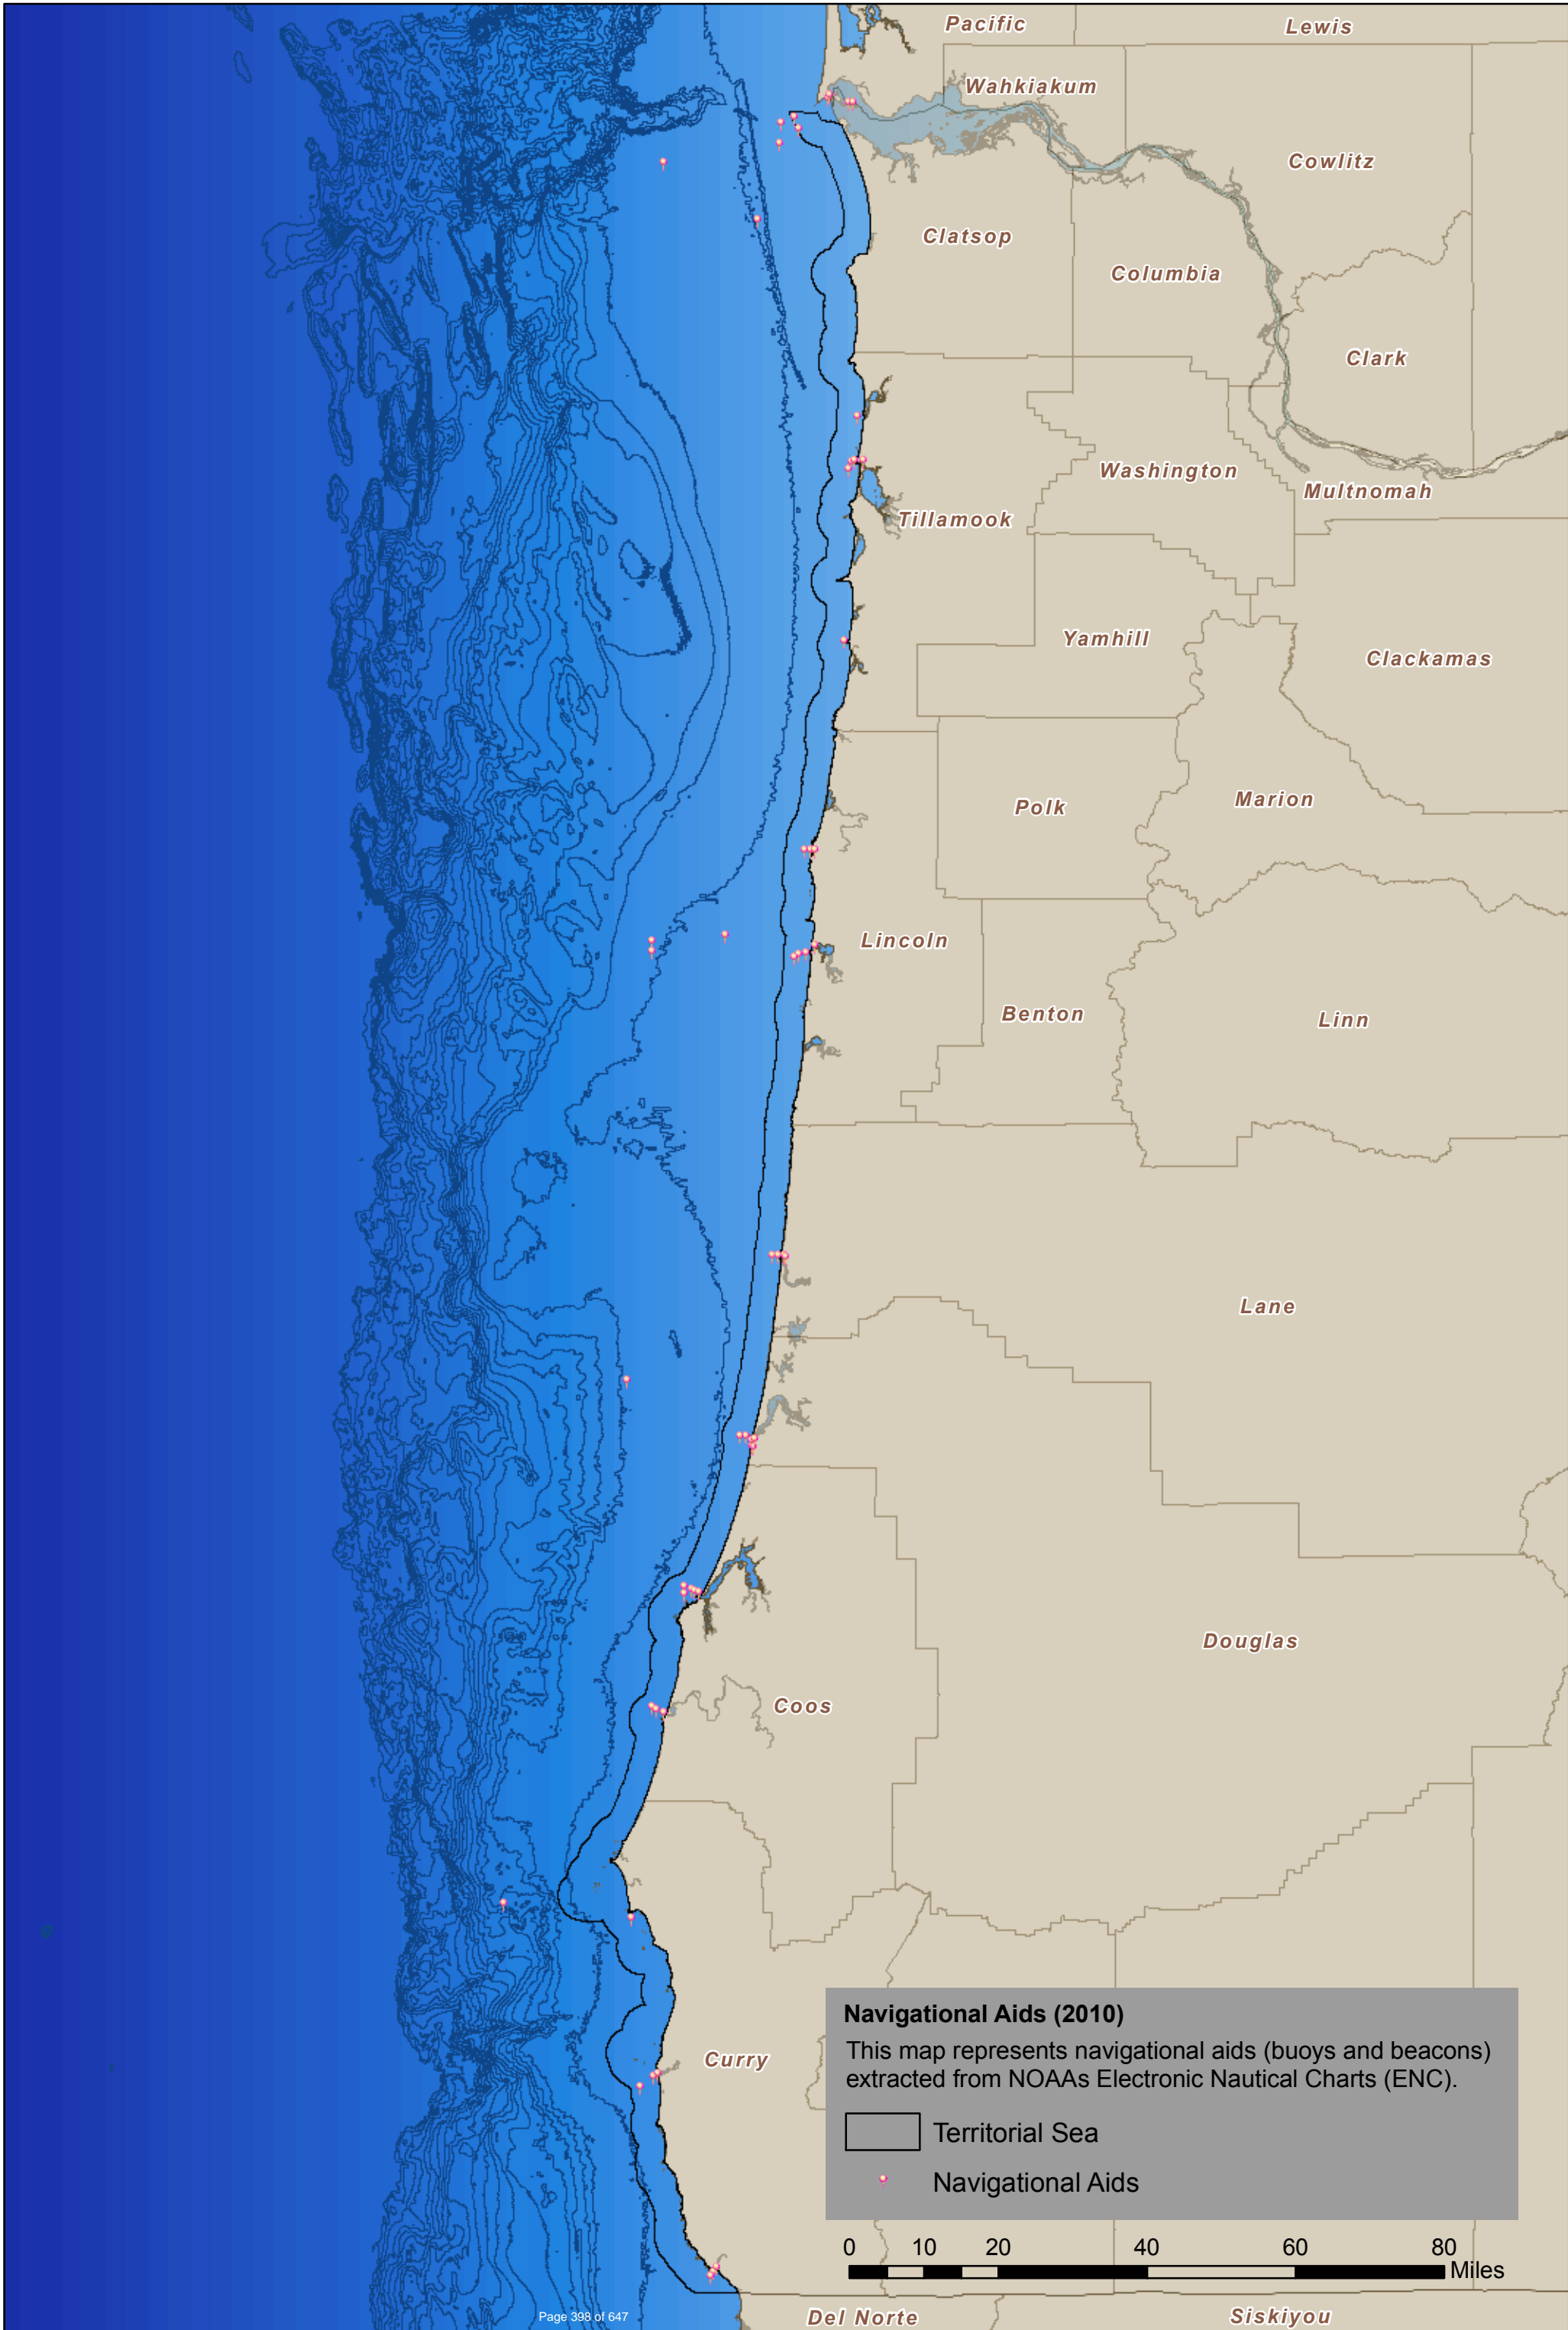 Pacific
Lewis
Wahkiakum
Cowlitz
Clatsop
Columbia
Clark
Washington
Multnomah
Tillamook
Yamhill
Clackamas
Polk
Marion
Lincoln
Benton
Linn
Lane
Douglas
Coos
Curry
Navigational Aids (2010)
This map represents navigational aids (buoys and beacons)
extracted from NOAAs Electronic Nautical Charts (ENC).
Territorial Sea
Navigational Aids
0 10 20 40 60 80
Miles
Page 398 of 647
Del Norte
Siskiyou